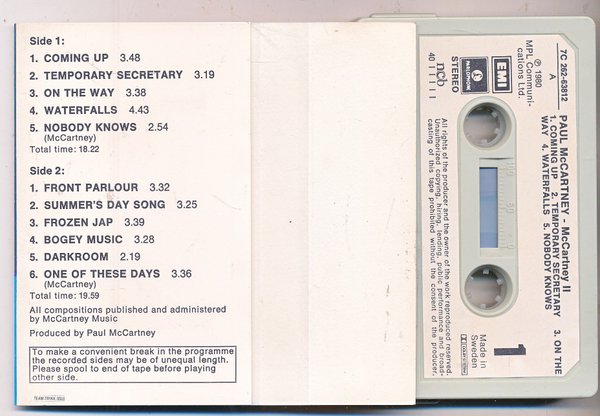 Side 1:
1. COMING UP 3.48
2. TEMPORARY SECRETARY 3.19
3. ON THE WAY 3.38
4. WATERFALLS 4.43
5. NOBODY KNOWS 2.54
(McCartney)
Total time: 18.22
Side 2:
1. FRONT PARLOUR 3.32
2. SUMMER'S DAY SONG 3.25
3. FROZEN JAP 3.39
4. BOGEY MUSIC 3.28
5. DARKROOM 2.19
6. ONE OF THESE DAYS 3.36
(McCartney)
Total time: 19.59
All compositions published and administered
by McCartney Music
Produced by Paul McCartney
To make a convenient break in the programme
the recorded sides may be of unequal length.
Please spool to end of tape before playing
other side.
7C 262-63812
A
℗ 1980
MPL Communi-
cations Ltd.
EMI
PARLOPHONE
STEREO
ncb
40 11111
PAUL McCARTNEY - McCartney II
1. COMING UP 2. TEMPORARY SECRETARY 3. ON THE
WAY 4. WATERFALLS 5. NOBODY KNOWS
All rights of the producer and the owner of the work reproduced reserved.
Unauthorized copying, hiring, lending, public performance and broad-
casting of this tape prohibited without the consent of the producer.
Made in
Sweden
1